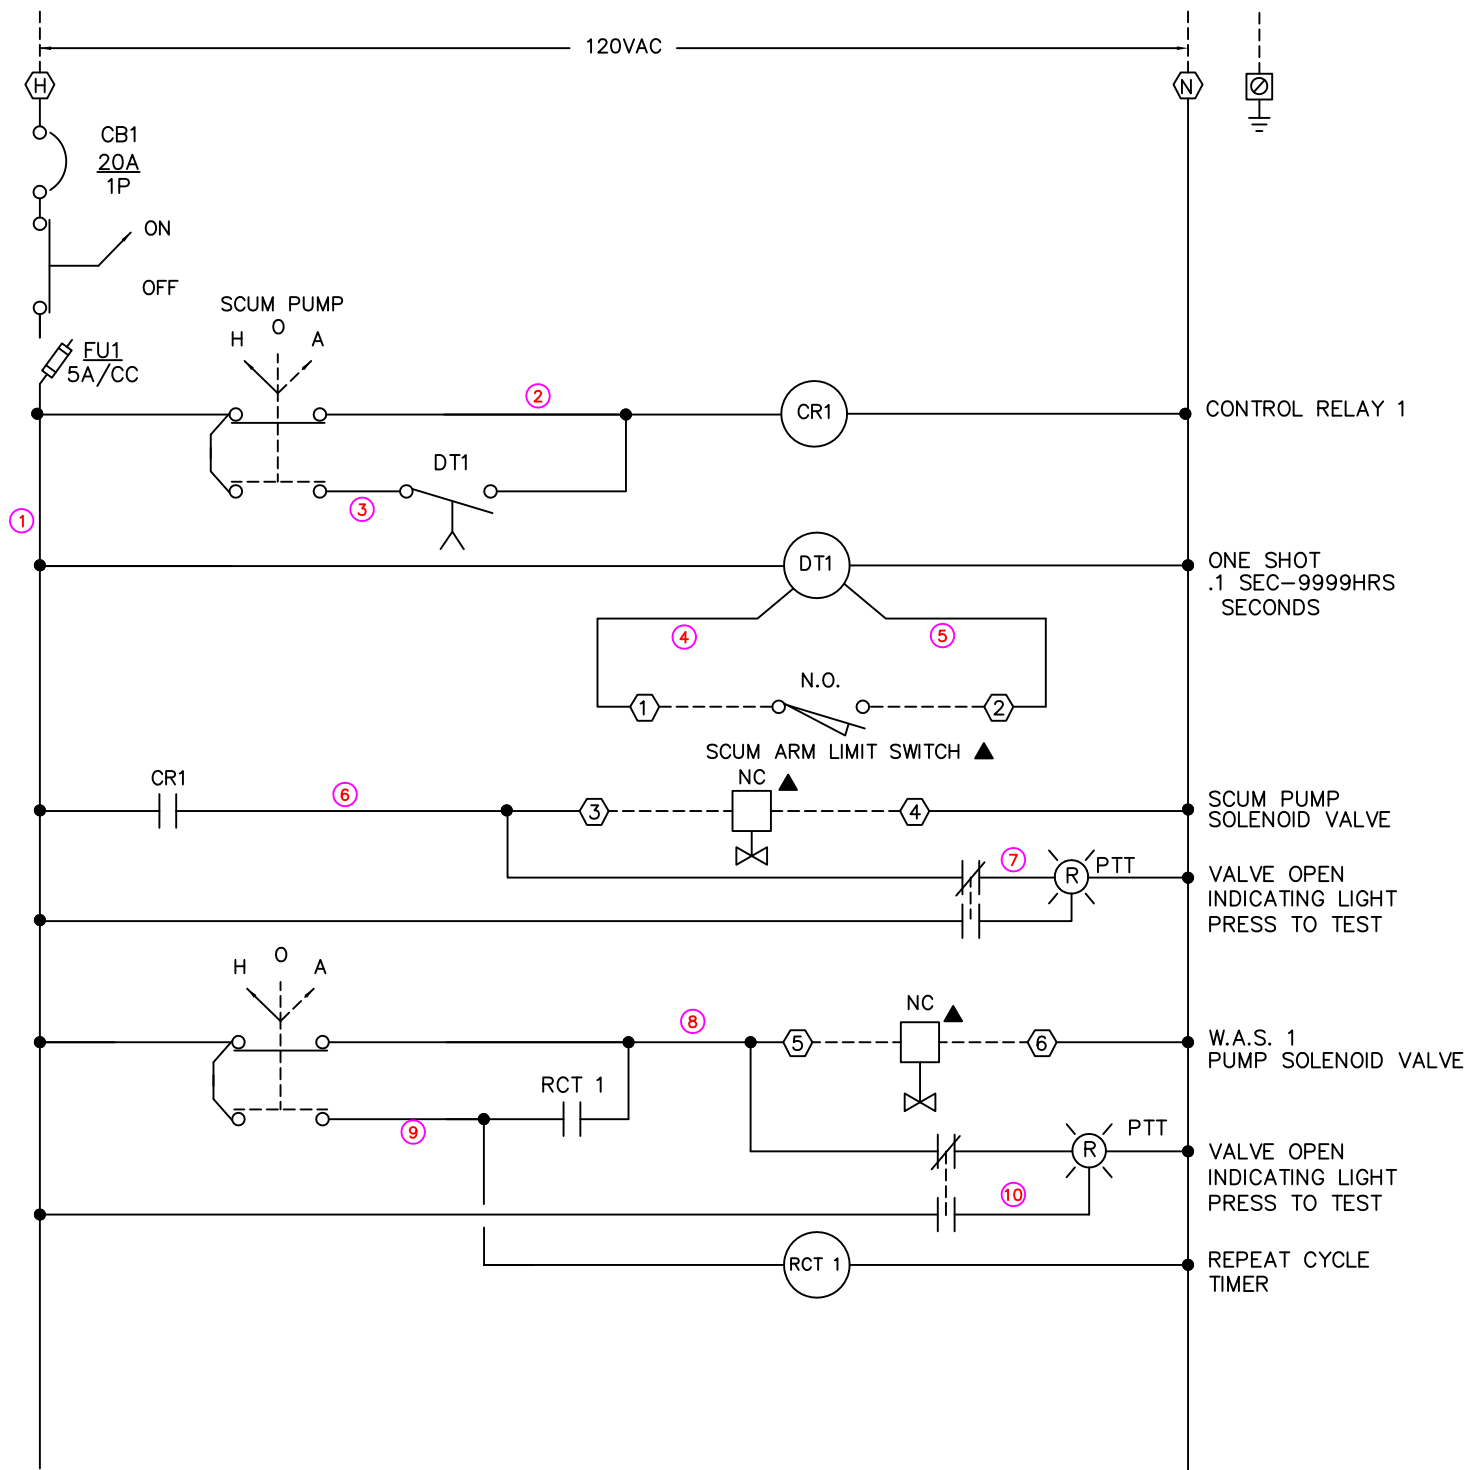 120VAC
H
N
CB1
20A
1P
ON
OFF
SCUM PUMP
H O A
FU1
5A/CC
2
CR1
CONTROL RELAY 1
DT1
3
1
DT1
ONE SHOT
.1 SEC-9999HRS
SECONDS
4
5
N.O.
1
2
SCUM ARM LIMIT SWITCH
CR1
6
NC
3
4
SCUM PUMP
SOLENOID VALVE
7
R
PTT
VALVE OPEN
INDICATING LIGHT
PRESS TO TEST
H O A
8
NC
5
6
W.A.S. 1
PUMP SOLENOID VALVE
RCT 1
9
R
PTT
VALVE OPEN
INDICATING LIGHT
PRESS TO TEST
10
RCT 1
REPEAT CYCLE
TIMER